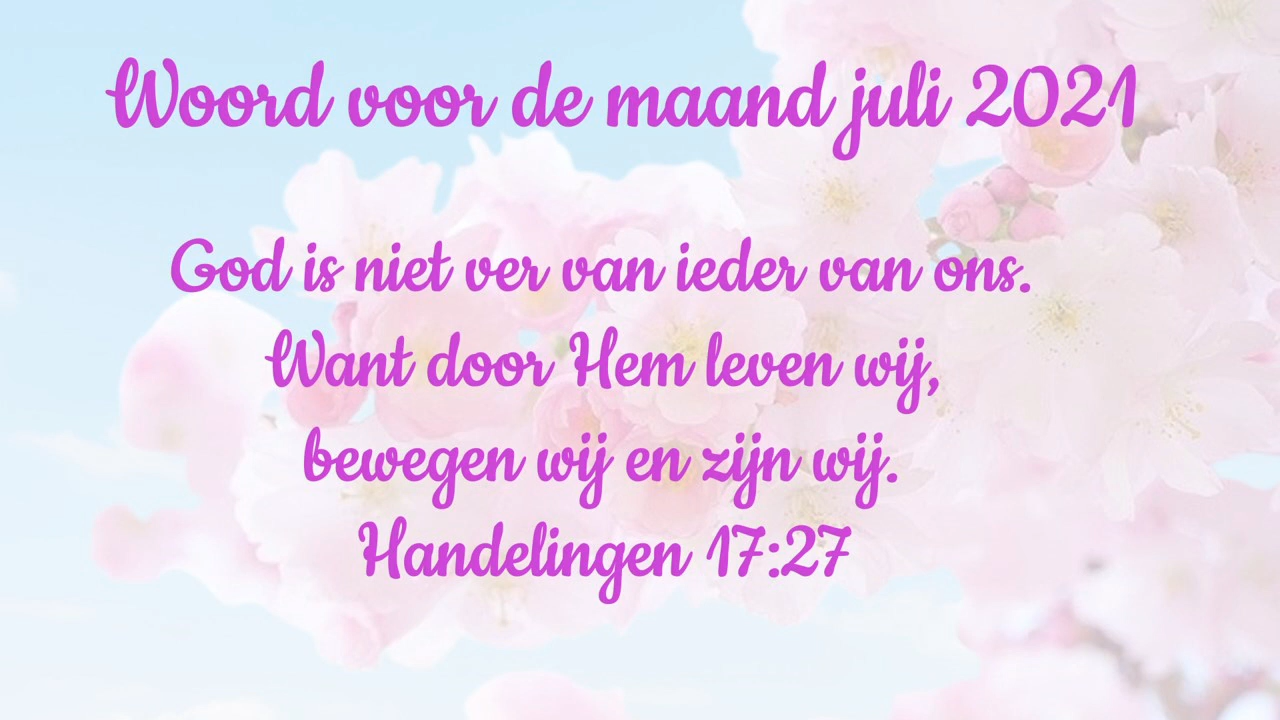 Woord voor de maand juli 2021
God is niet ver van ieder van ons.
Want door Hem leven wij,
bewegen wij en zijn wij.
Handelingen 17:27